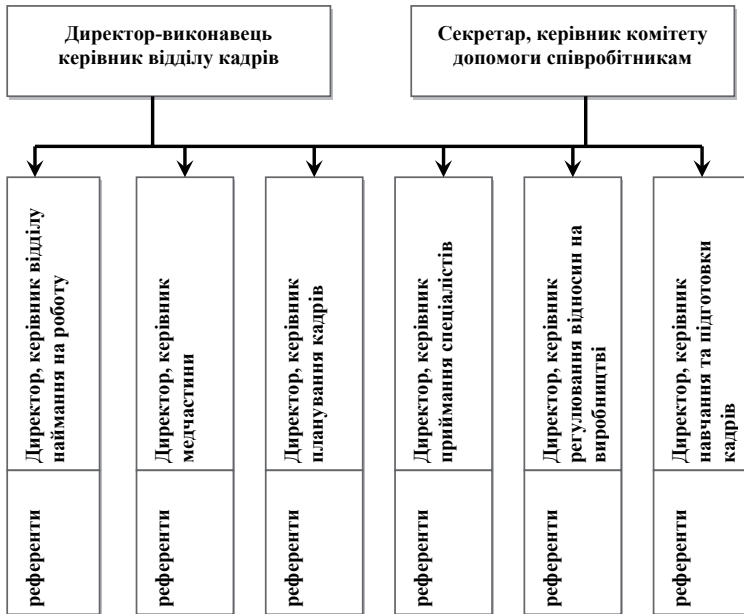 Директор-виконавець
керівник відділу кадрів
Секретар, керівник комітету
допомоги співробітникам
Директор, керівник відділу
наймання на роботу
Директор, керівник
медчастини
Директор, керівник
планування кадрів
Директор, керівник
приймання спеціалістів
Директор, керівник
регулювання відносин на
виробництві
Директор, керівник
навчання та підготовки
кадрів
референти
референти
референти
референти
референти
референти